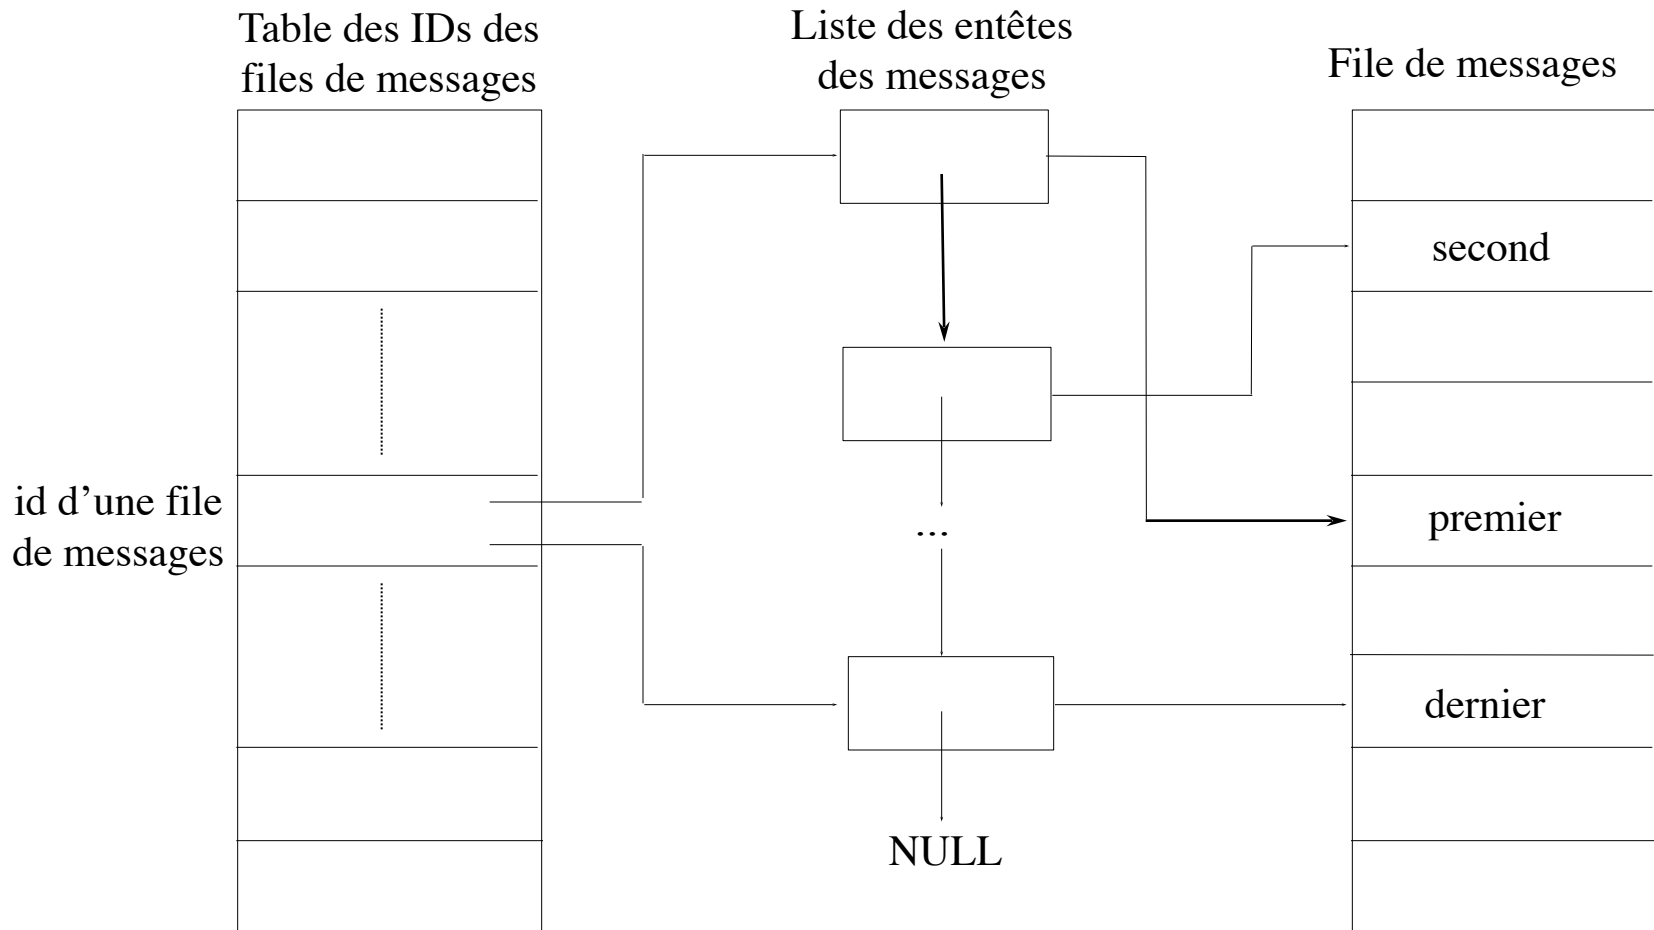 Table des IDs des
files de messages
Liste des entêtes
des messages
File de messages
second
id d’une file
de messages
premier
...
dernier
NULL